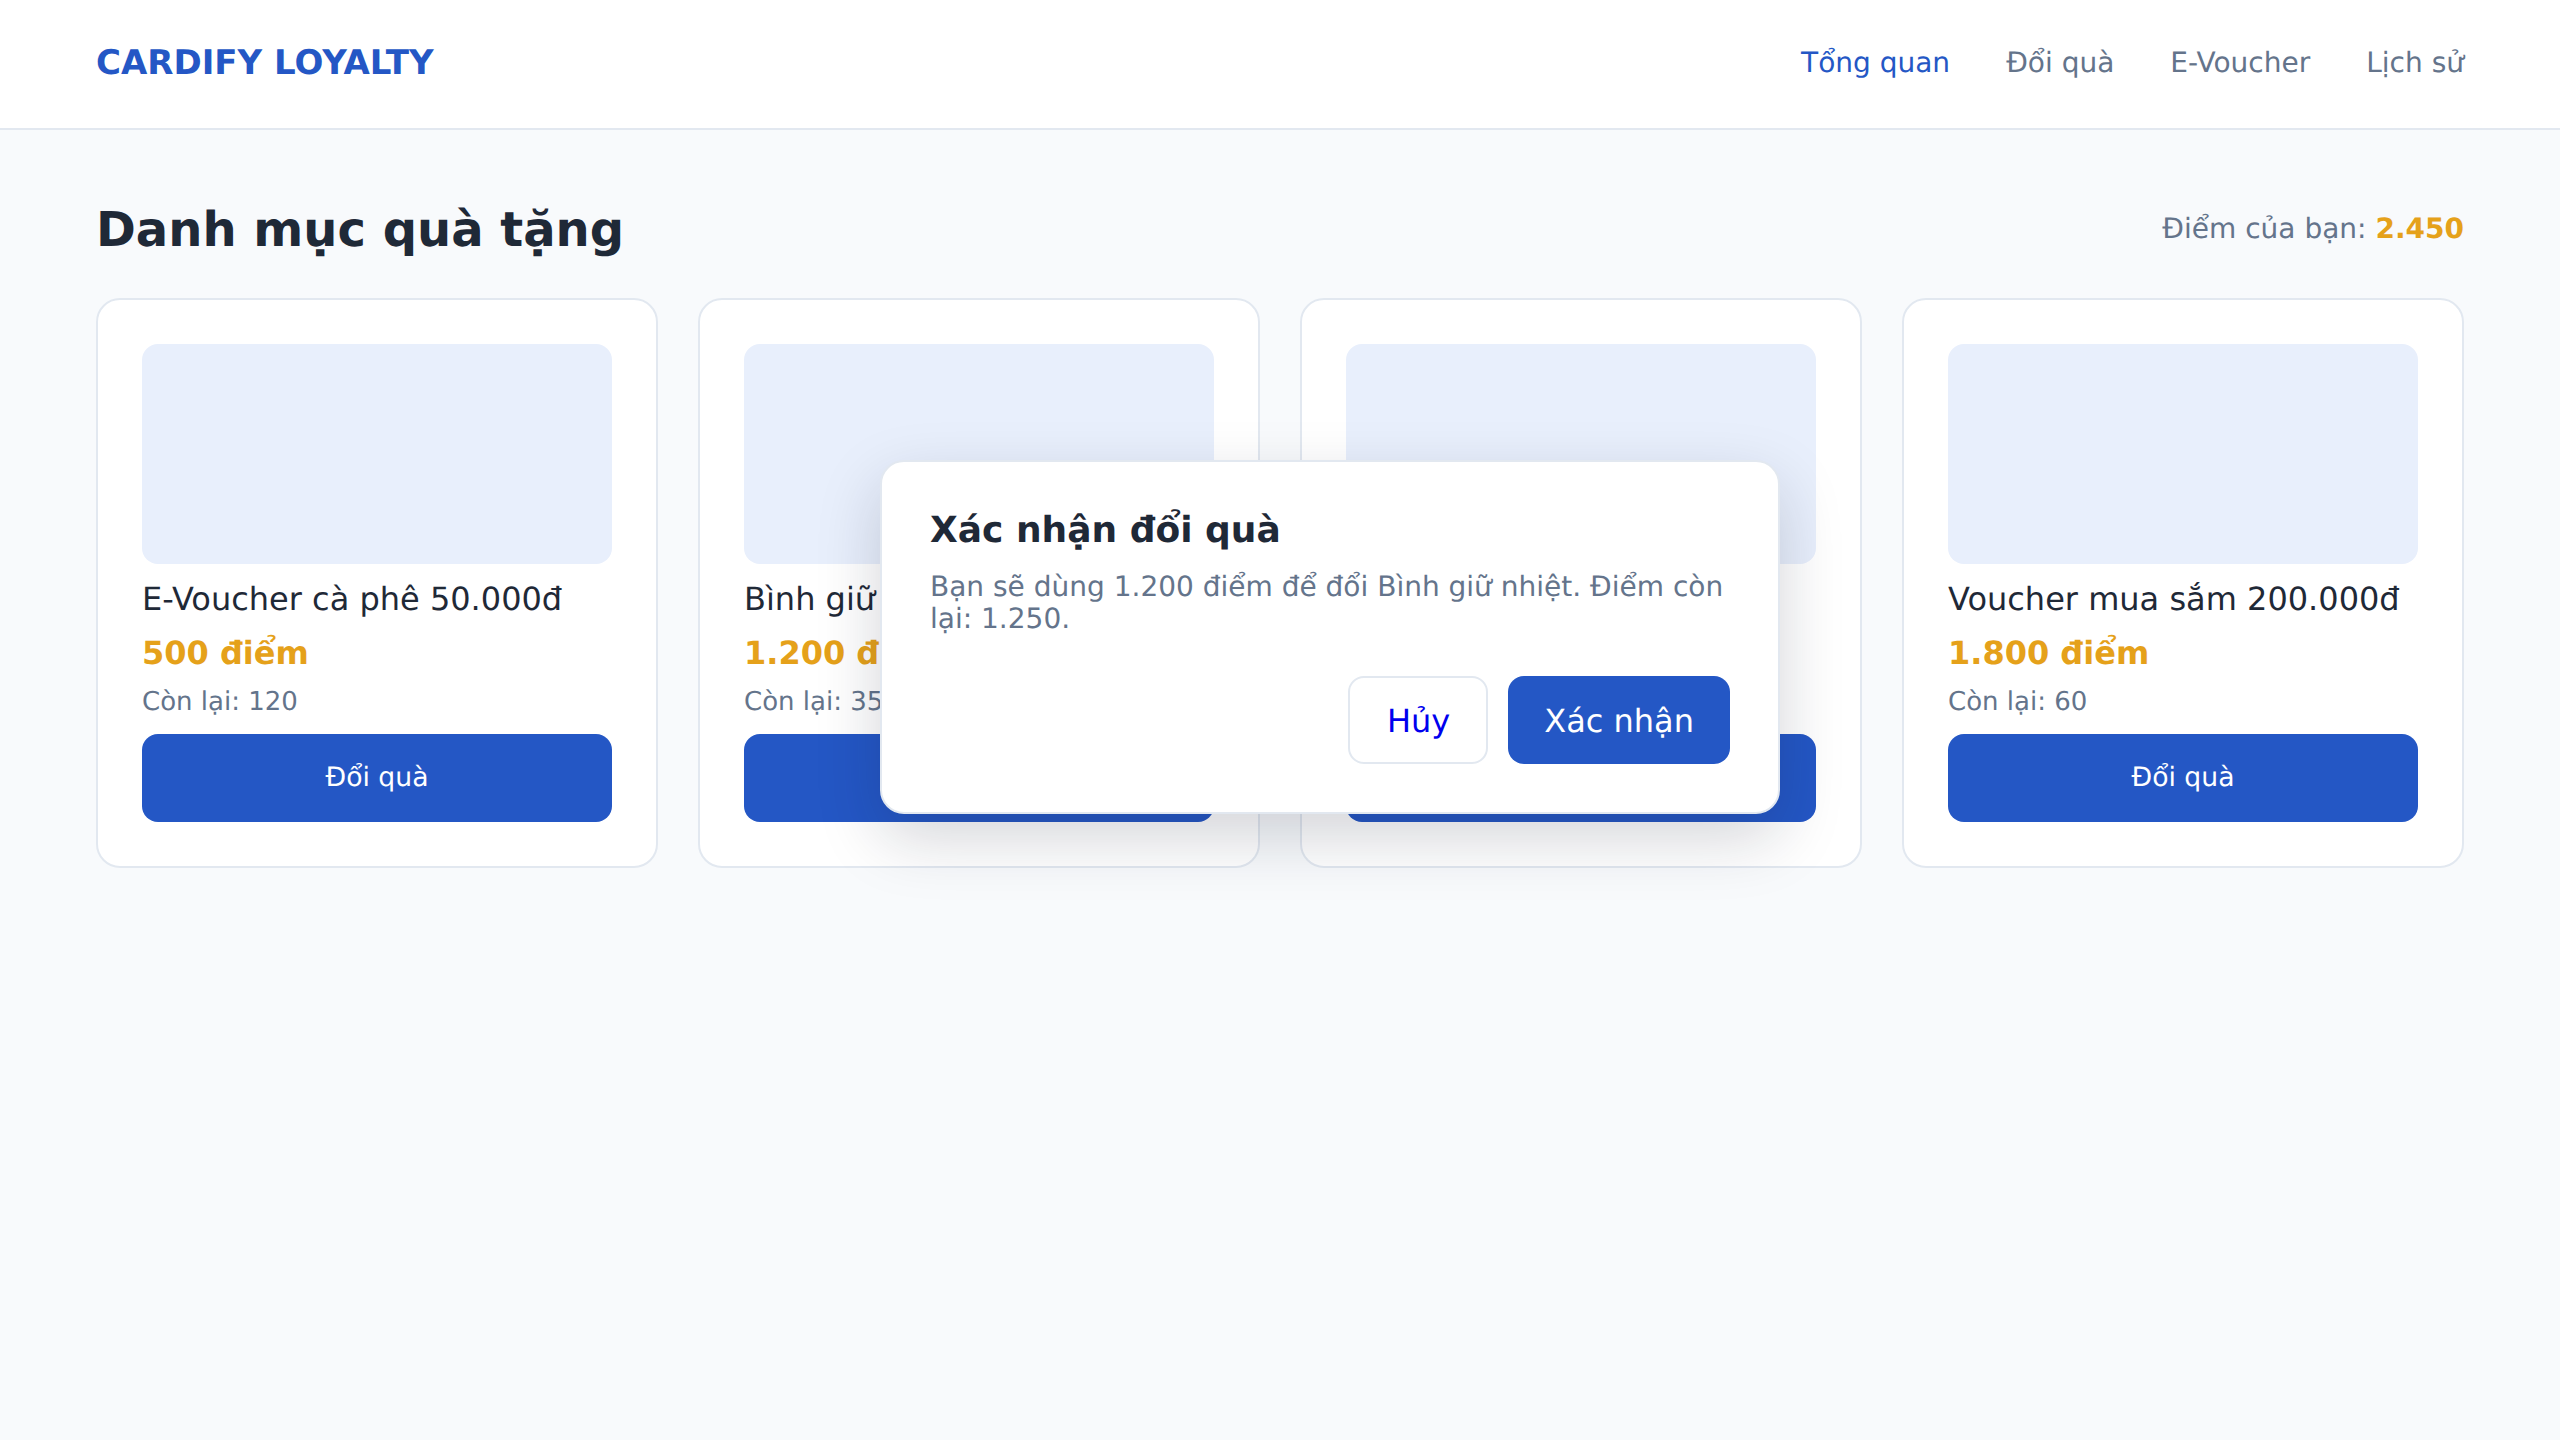 CARDIFY LOYALTY
Tổng quan
Đổi quà
E-Voucher
Lịch sử
Danh mục quà tặng
Điểm của bạn: 2.450
E-Voucher cà phê 50.000đ
500 điểm
Còn lại: 120
Đổi quà
Bình giữ
1.200
Còn lại: 35
Xác nhận đổi quà
Bạn sẽ dùng 1.200 điểm để đổi Bình giữ nhiệt. Điểm còn
lại: 1.250.
Hủy
Xác nhận
Voucher mua sắm 200.000đ
1.800 điểm
Còn lại: 60
Đổi quà